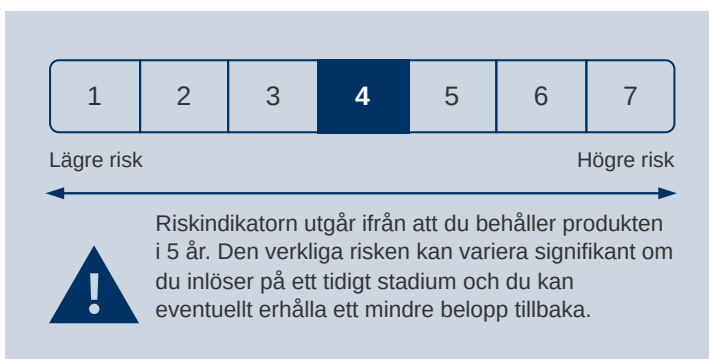 1 2 3 4 5 6 7
Lägre risk Högre risk
Riskindikatorn utgår ifrån att du behåller produkten
i 5 år. Den verkliga risken kan variera signifikant om
du inlöser på ett tidigt stadium och du kan
eventuellt erhålla ett mindre belopp tillbaka.
!